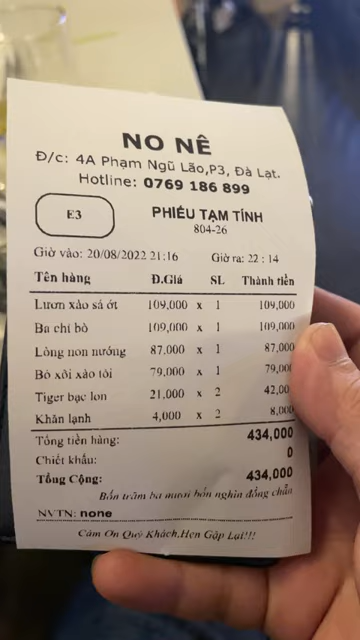 NO NÊ
Đ/c: 4A Phạm Ngũ Lão,P3, Đà Lạt.
Hotline: 0769 186 899
E3
PHIẾU TẠM TÍNH
804-26
Giờ vào: 20/08/2022 21:16 Giờ ra: 22 : 14
Tên hàng Đ.Giá SL Thành tiền
Lươn xào sả ớt 109,000 x 1 109,000
Ba chỉ bò 109,000 x 1 109,000
Lòng non nướng 87,000 x 1 87,000
Bò xôi xào tỏi 79,000 x 1 79,000
Tiger bạc lon 21,000 x 2 42,00
Khăn lạnh 4,000 x 2 8,000
Tổng tiền hàng: 434,000
Chiết khấu: 0
Tổng Cộng: 434,000
Bốn trăm ba mươi bốn nghìn đồng chẵn
NVTN: none
Cám Ơn Quý Khách,Hẹn Gặp Lại!!!